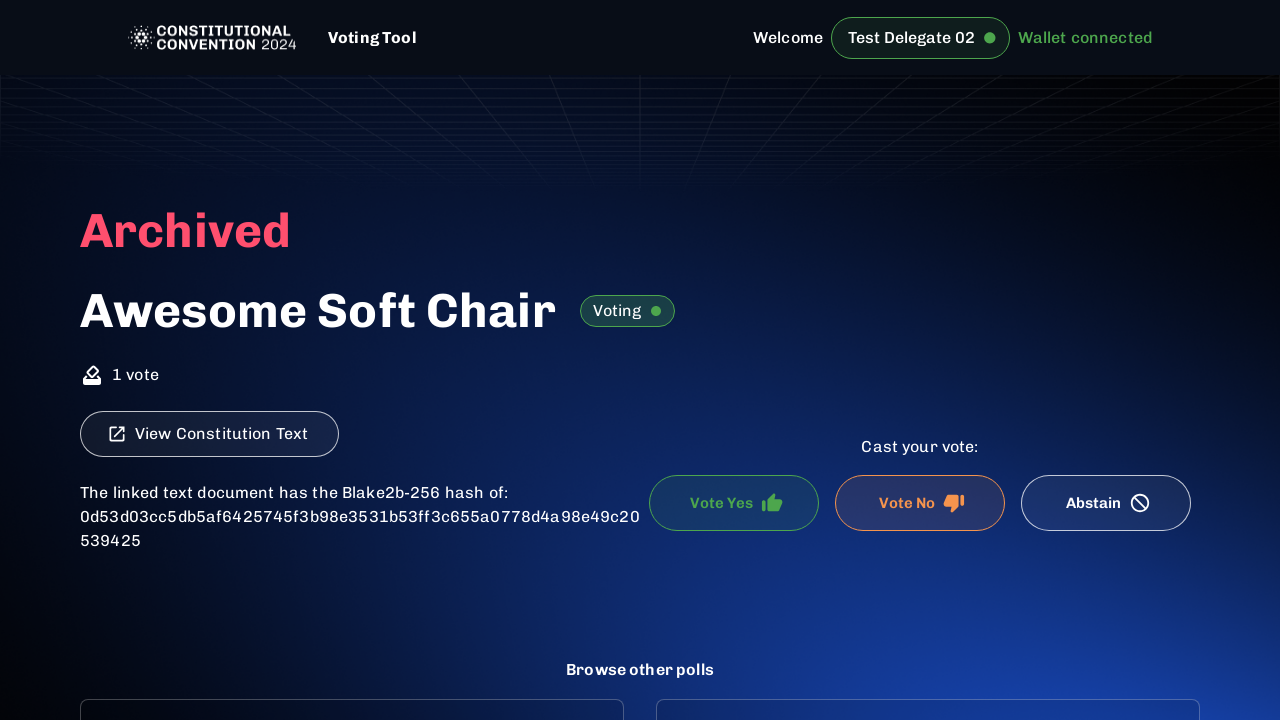 CONSTITUTIONAL
CONVENTION 2024
Voting Tool
Welcome
Test Delegate 02
Wallet connected
Archived
Awesome Soft Chair
Voting
1 vote
View Constitution Text
The linked text document has the Blake2b-256 hash of:
0d53d03cc5db5af6425745f3b98e3531b53ff3c655a0778d4a98e49c20
539425
Cast your vote:
Vote Yes
Vote No
Abstain
Browse other polls